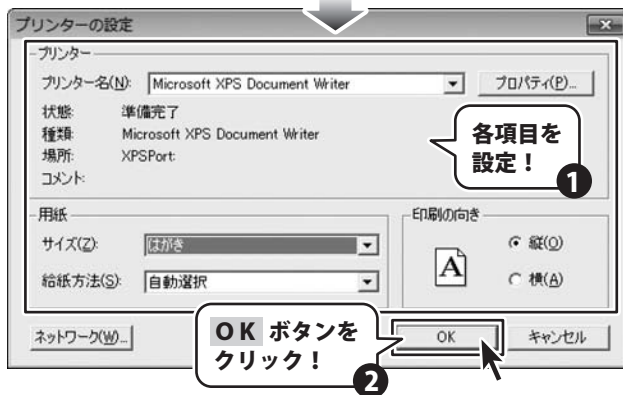 プリンターの設定
プリンター
プリンター名(N): Microsoft XPS Document Writer プロパティ(P)...
状態: 準備完了
種類: Microsoft XPS Document Writer
場所: XPSPort:
コメント:
各項目を
設定！
1
用紙
サイズ(Z): はがき
給紙方法(S): 自動選択
印刷の向き
A
縦(O)
横(A)
ネットワーク(W)...
OK ボタンを
クリック！
2
OK キャンセル